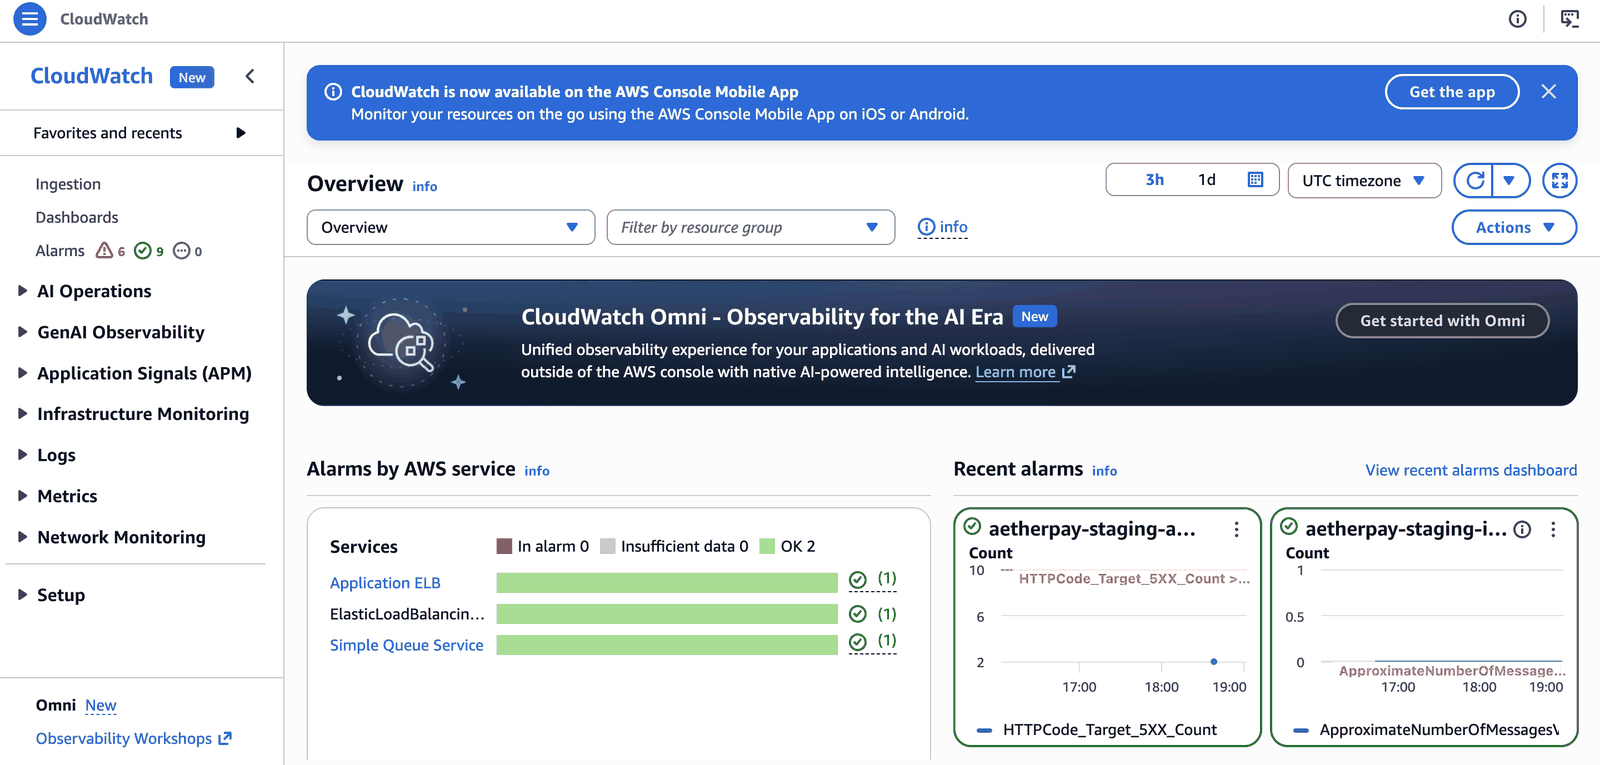 CloudWatch
CloudWatch New
Favorites and recents
Ingestion
Dashboards
Alarms 6 9 0
AI Operations
GenAI Observability
Application Signals (APM)
Infrastructure Monitoring
Logs
Metrics
Network Monitoring
Setup
Omni New
Observability Workshops
CloudWatch is now available on the AWS Console Mobile App
Monitor your resources on the go using the AWS Console Mobile App on iOS or Android.
Get the app
Overview info
3h 1d
UTC timezone
Overview
Filter by resource group
info
Actions
CloudWatch Omni - Observability for the AI Era New
Unified observability experience for your applications and AI workloads, delivered
outside of the AWS console with native AI-powered intelligence. Learn more
Get started with Omni
Alarms by AWS service info
Services
In alarm 0 Insufficient data 0 OK 2
Application ELB (1)
ElasticLoadBalancin... (1)
Simple Queue Service (1)
Recent alarms info
View recent alarms dashboard
aetherpay-staging-a...
Count
10
HTTPCode_Target_5XX_Count >...
6
2
17:00 18:00 19:00
HTTPCode_Target_5XX_Count
aetherpay-staging-i...
Count
1
0.5
0
ApproximateNumberOfMessage...
17:00 18:00 19:00
ApproximateNumberOfMessagesV